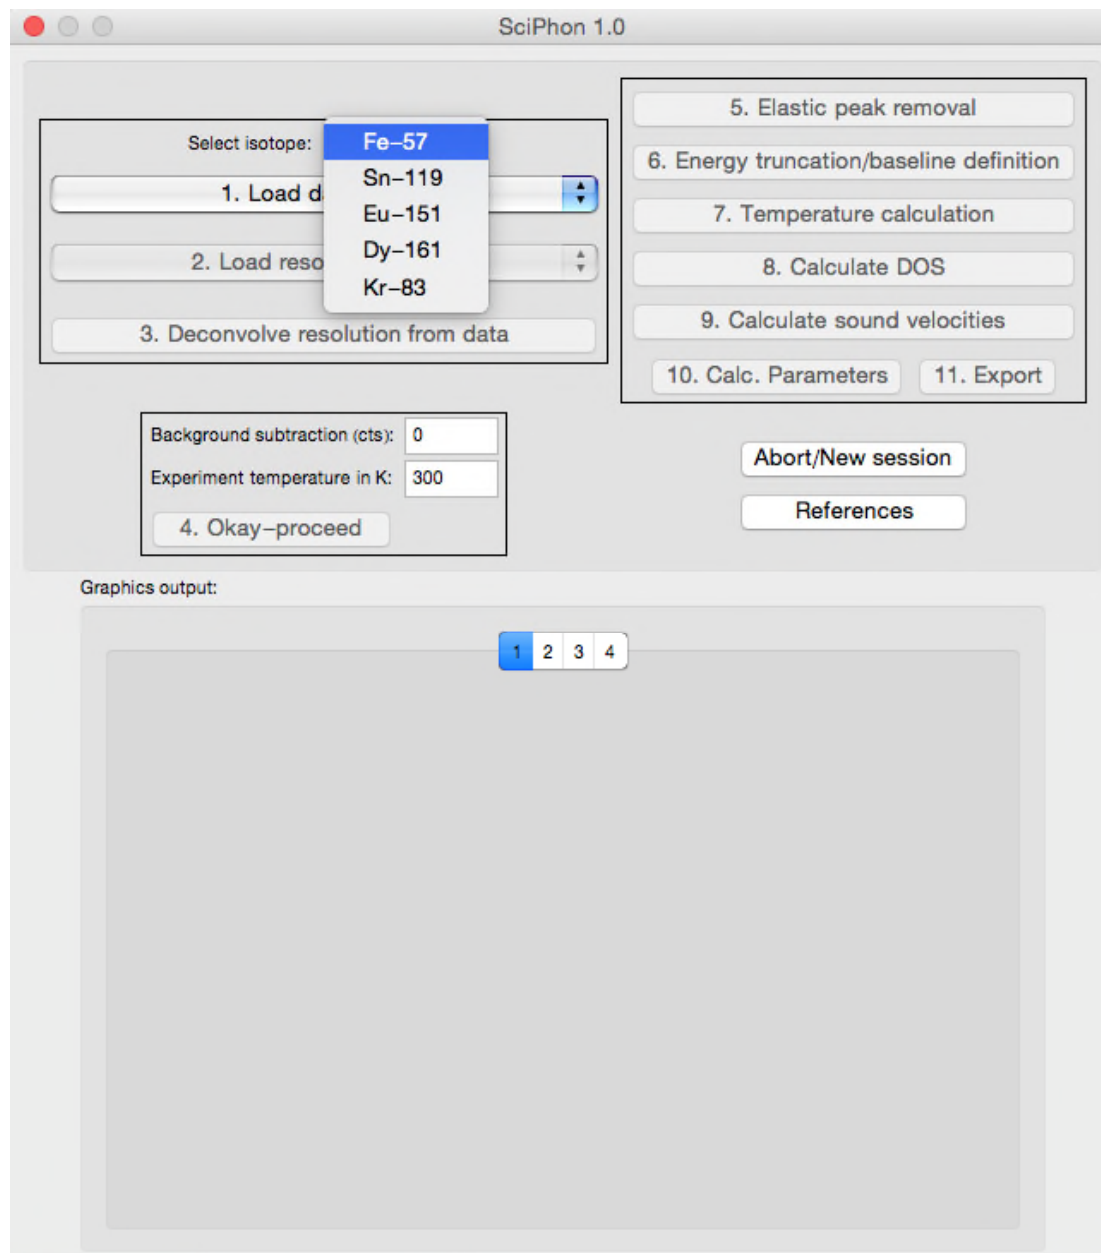 SciPhon 1.0
Select isotope:
Fe-57
Sn-119
Eu-151
Dy-161
Kr-83
1. Load d
2. Load reso
3. Deconvolve resolution from data
Background subtraction (cts): 0
Experiment temperature in K: 300
4. Okay-proceed
5. Elastic peak removal
6. Energy truncation/baseline definition
7. Temperature calculation
8. Calculate DOS
9. Calculate sound velocities
10. Calc. Parameters 11. Export
Abort/New session
References
Graphics output:
1 2 3 4